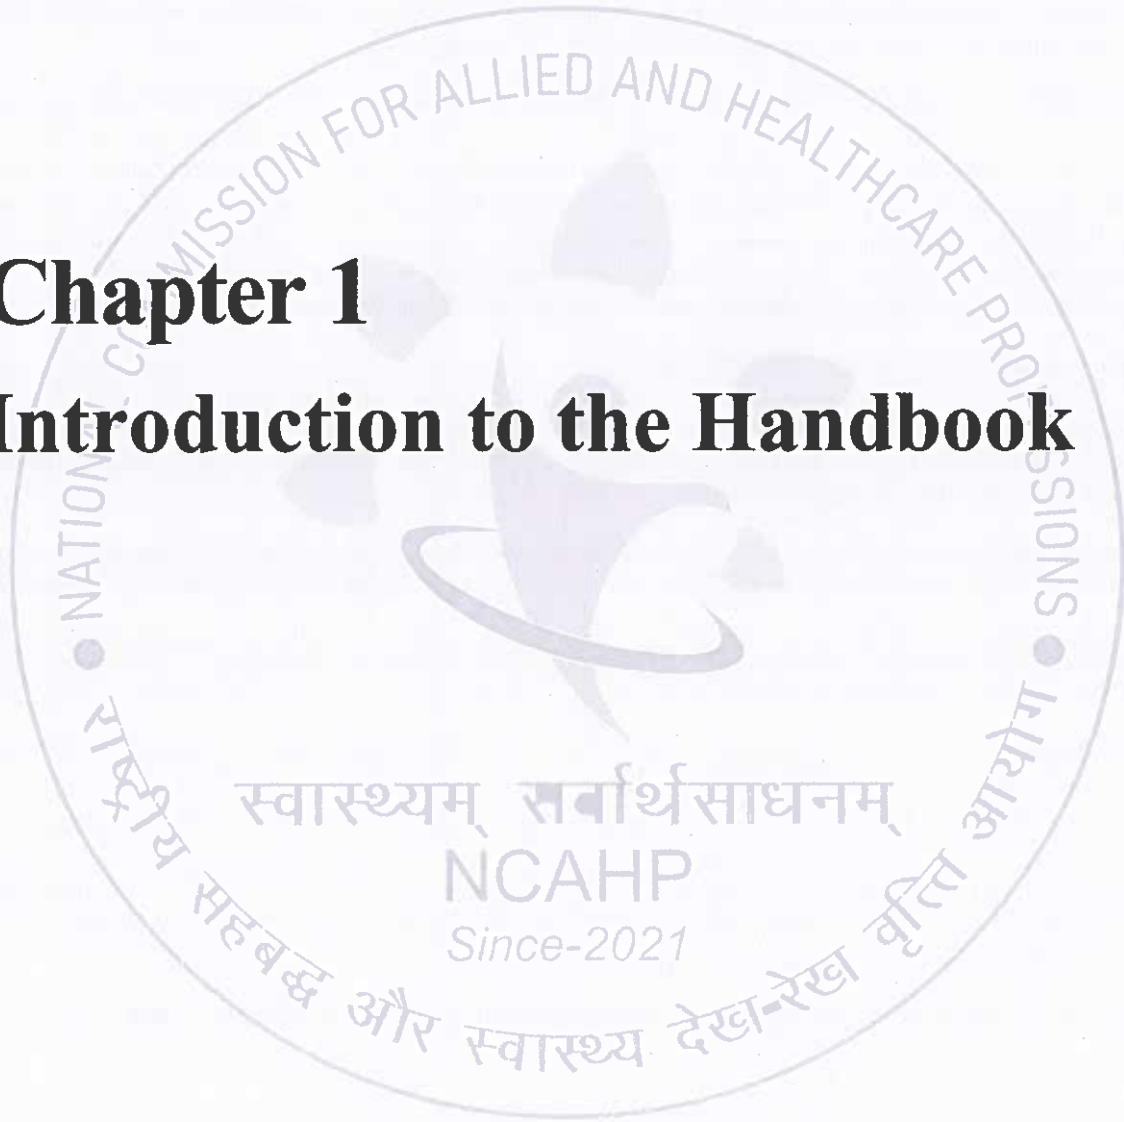 Chapter 1
Introduction to the Handbook
• NATIONAL COMMISSION FOR ALLIED AND HEALTHCARE PROFESSIONS •
स्वास्थ्यम् सर्वार्थसाधनम्
NCAHP
Since-2021
राष्ट्रीय सहबद्ध और स्वास्थ्य देख-रेख वृत्ति आयोग